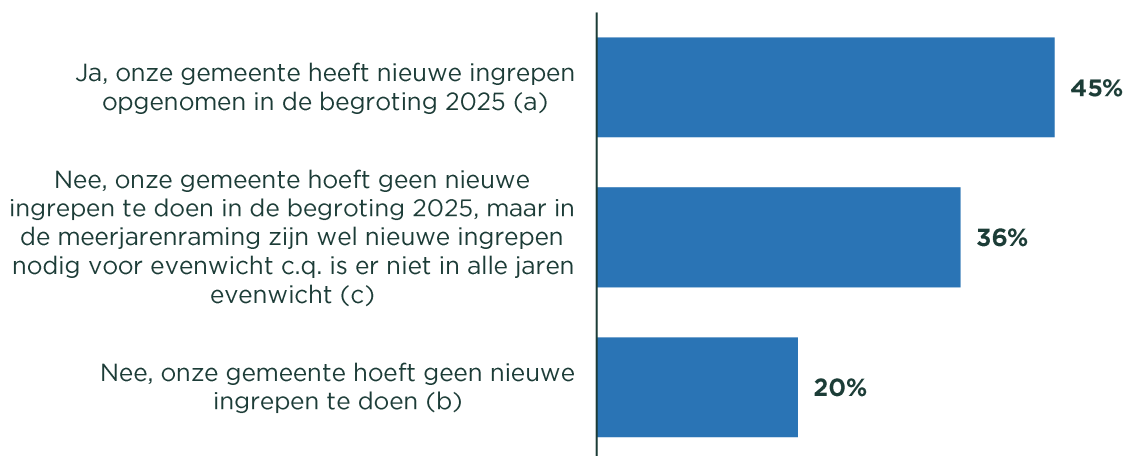 Ja, onze gemeente heeft nieuwe ingrepen
opgenomen in de begroting 2025 (a)
45%
Nee, onze gemeente hoeft geen nieuwe
ingrepen te doen in de begroting 2025, maar in
de meerjarenraming zijn wel nieuwe ingrepen
nodig voor evenwicht c.q. is er niet in alle jaren
evenwicht (c)
36%
Nee, onze gemeente hoeft geen nieuwe
ingrepen te doen (b)
20%